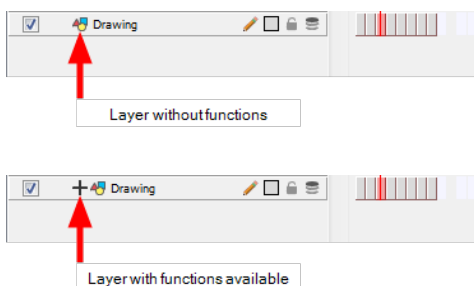 Drawing
Layer without functions
Drawing
Layer with functions available